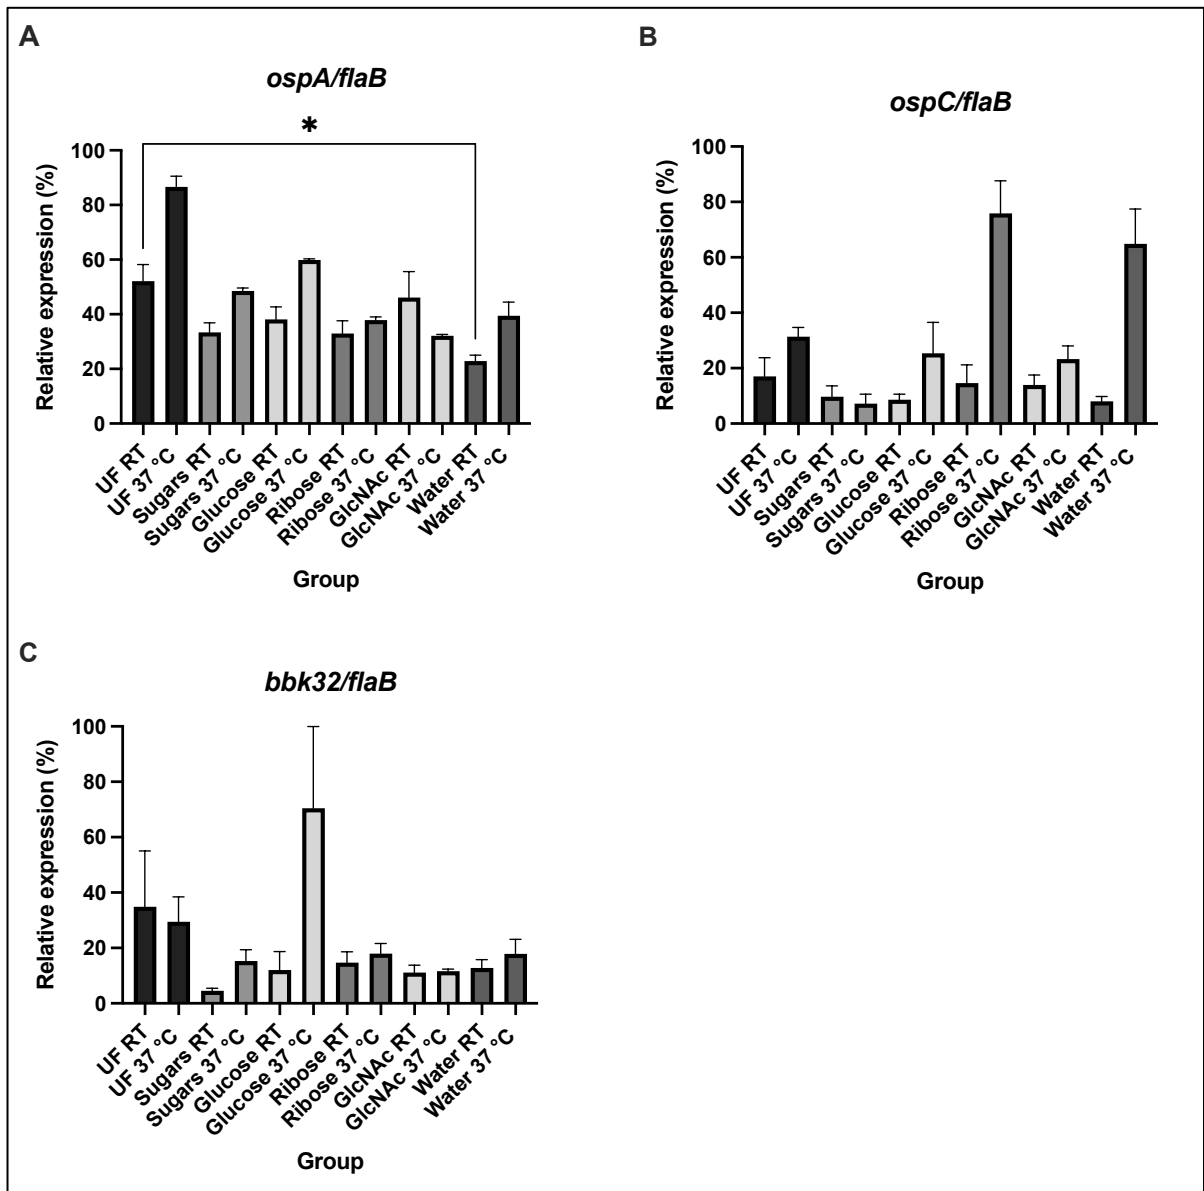 A
ospA/flaB
*
Relative expression (%)
100
80
60
40
20
0
UF RT
UF 37 °C
Sugars RT
Sugars 37 °C
Glucose RT
Glucose 37 °C
Ribose RT
Ribose 37 °C
GlcNAc RT
GlcNAc 37 °C
Water RT
Water 37 °C
Group
B
ospC/flaB
Relative expression (%)
100
80
60
40
20
0
UF RT
UF 37 °C
Sugars RT
Sugars 37 °C
Glucose RT
Glucose 37 °C
Ribose RT
Ribose 37 °C
GlcNAc RT
GlcNAc 37 °C
Water RT
Water 37 °C
Group
C
bbk32/flaB
Relative expression (%)
100
80
60
40
20
0
UF RT
UF 37 °C
Sugars RT
Sugars 37 °C
Glucose RT
Glucose 37 °C
Ribose RT
Ribose 37 °C
GlcNAc RT
GlcNAc 37 °C
Water RT
Water 37 °C
Group